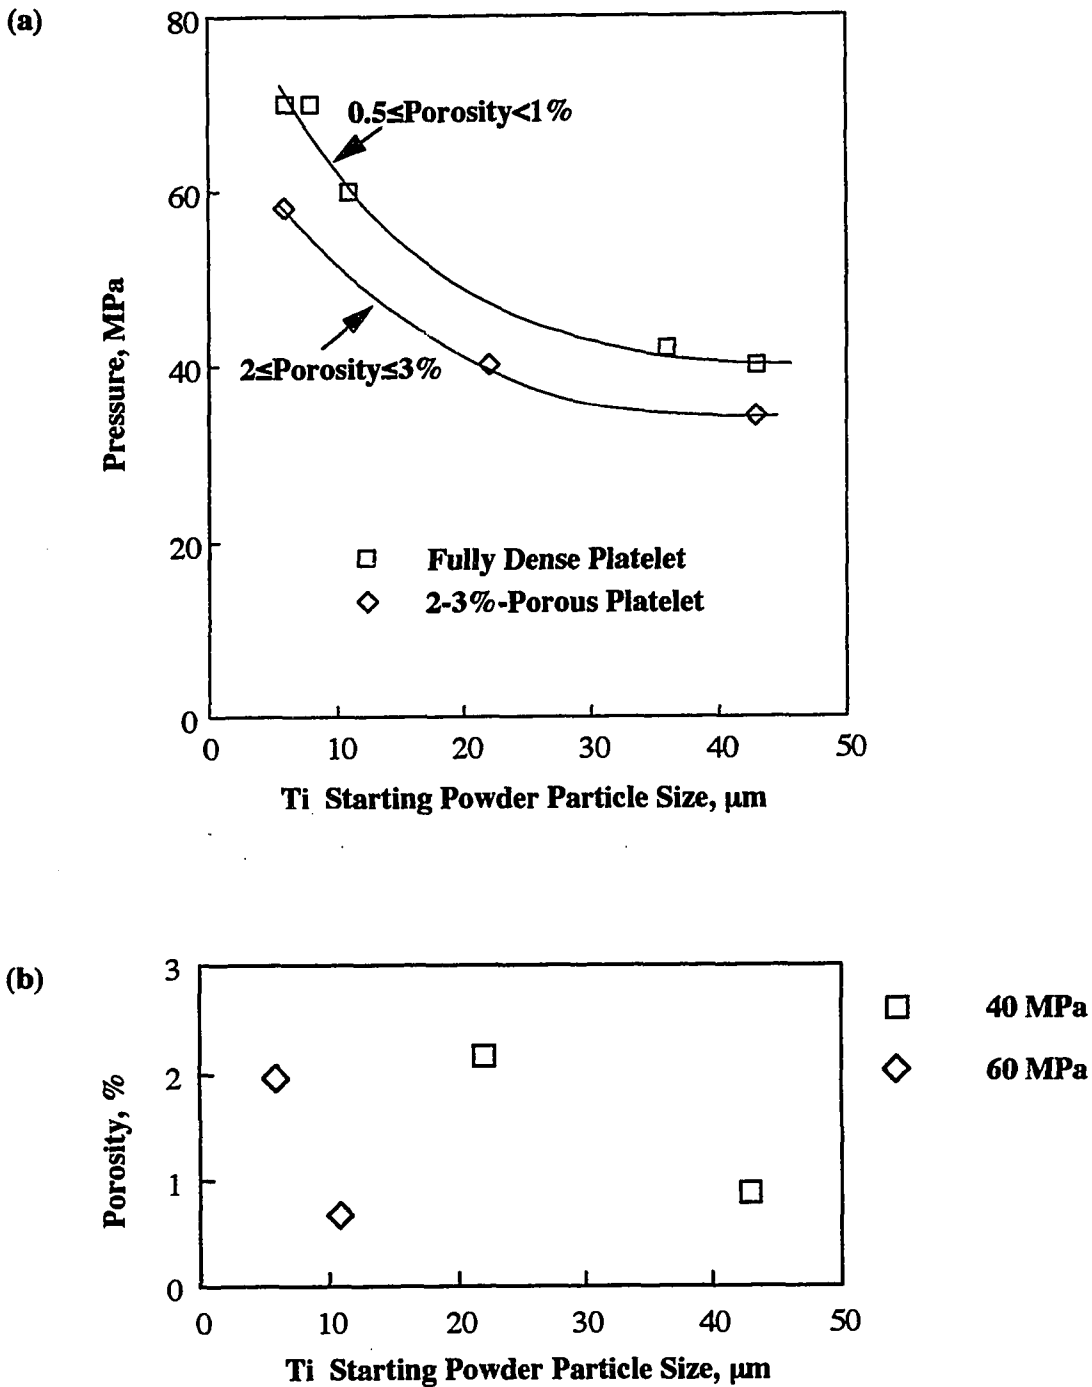 (a)
80
60
40
20
0
Pressure, MPa
0.5≤Porosity<1%
2≤Porosity≤3%
Fully Dense Platelet
2-3%-Porous Platelet
0 10 20 30 40 50
Ti Starting Powder Particle Size, μm
(b)
3
2
1
0
Porosity, %
40 MPa
60 MPa
0 10 20 30 40 50
Ti Starting Powder Particle Size, μm